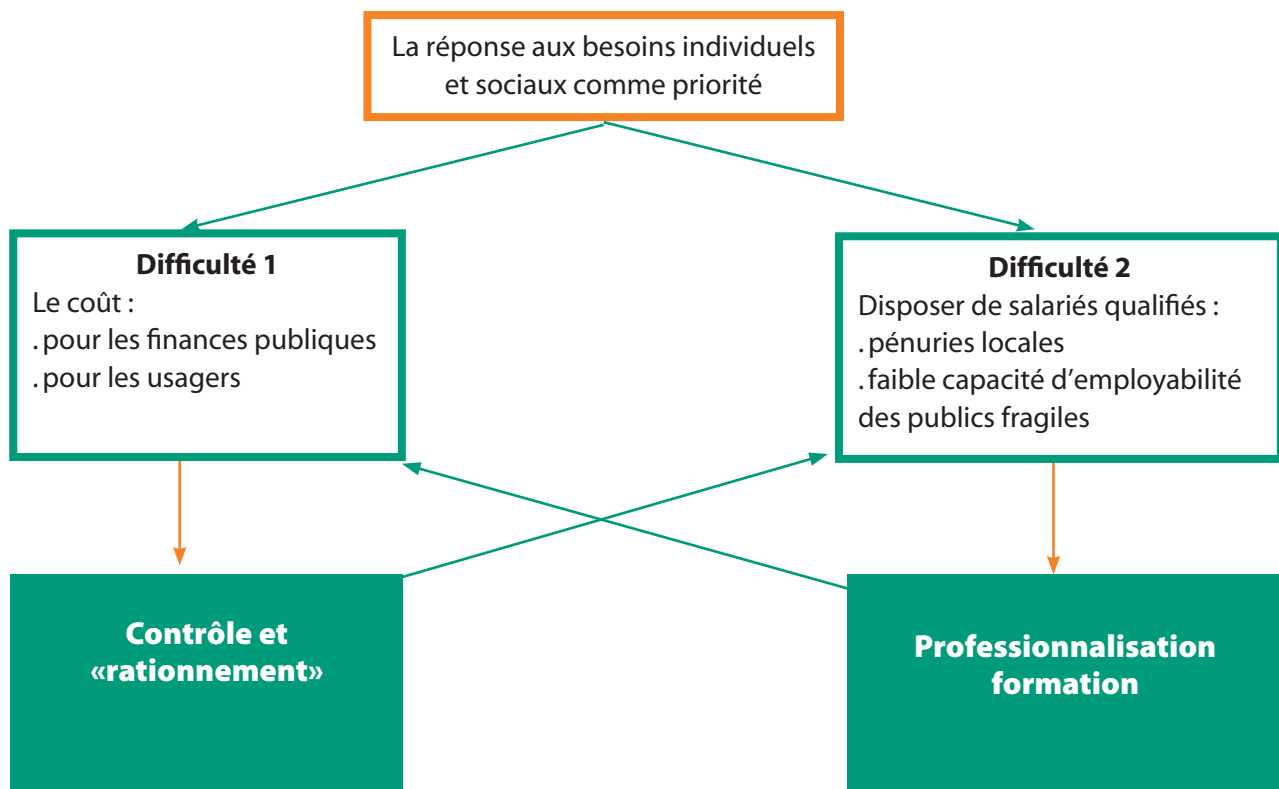 La réponse aux besoins individuels
et sociaux comme priorité
Difficulté 1
Le coût :
. pour les finances publiques
. pour les usagers
Difficulté 2
Disposer de salariés qualifiés :
. pénuries locales
. faible capacité d’employabilité
des publics fragiles
Contrôle et
«rationnement»
Professionnalisation
formation